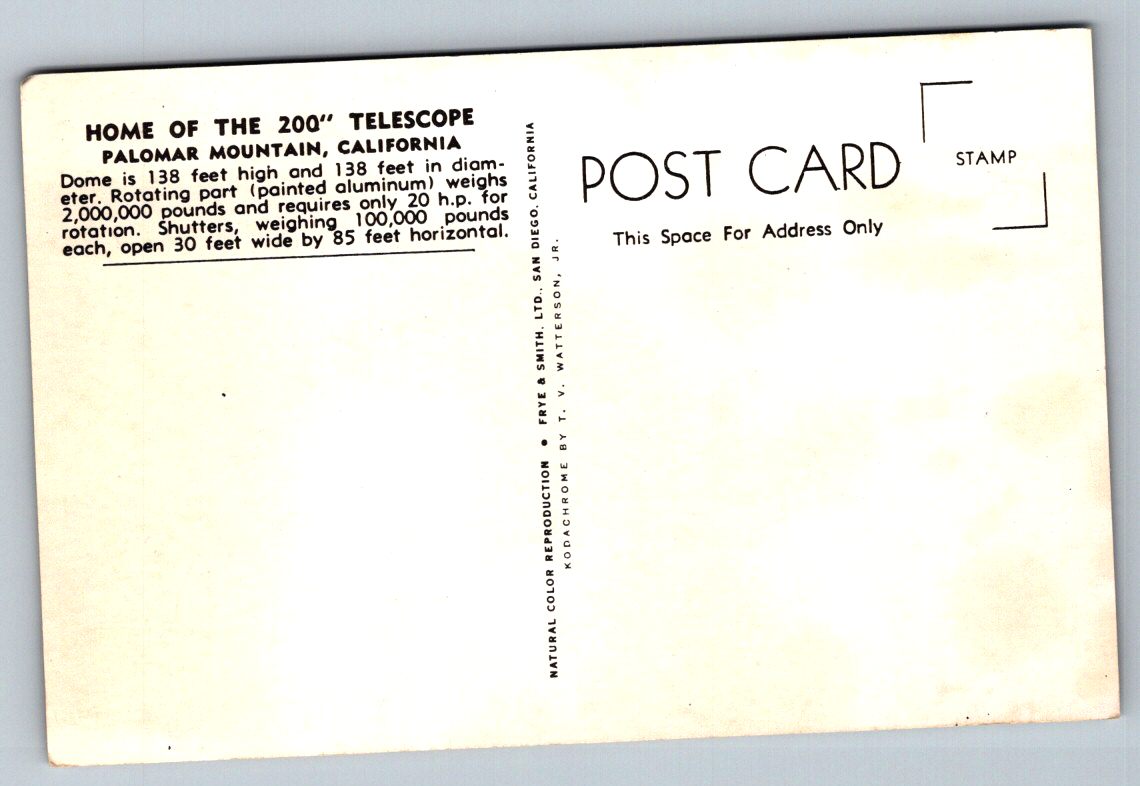 HOME OF THE 200" TELESCOPE
PALOMAR MOUNTAIN, CALIFORNIA
Dome is 138 feet high and 138 feet in diam-
eter. Rotating part (painted aluminum) weighs
2,000,000 pounds and requires only 20 h.p. for
rotation. Shutters, weighing 100,000 pounds
each, open 30 feet wide by 85 feet horizontal.
NATURAL COLOR REPRODUCTION ● FRYE & SMITH, LTD., SAN DIEGO, CALIFORNIA
KODACHROME BY T. V. WATTERSON, JR.
POST CARD
This Space For Address Only
STAMP